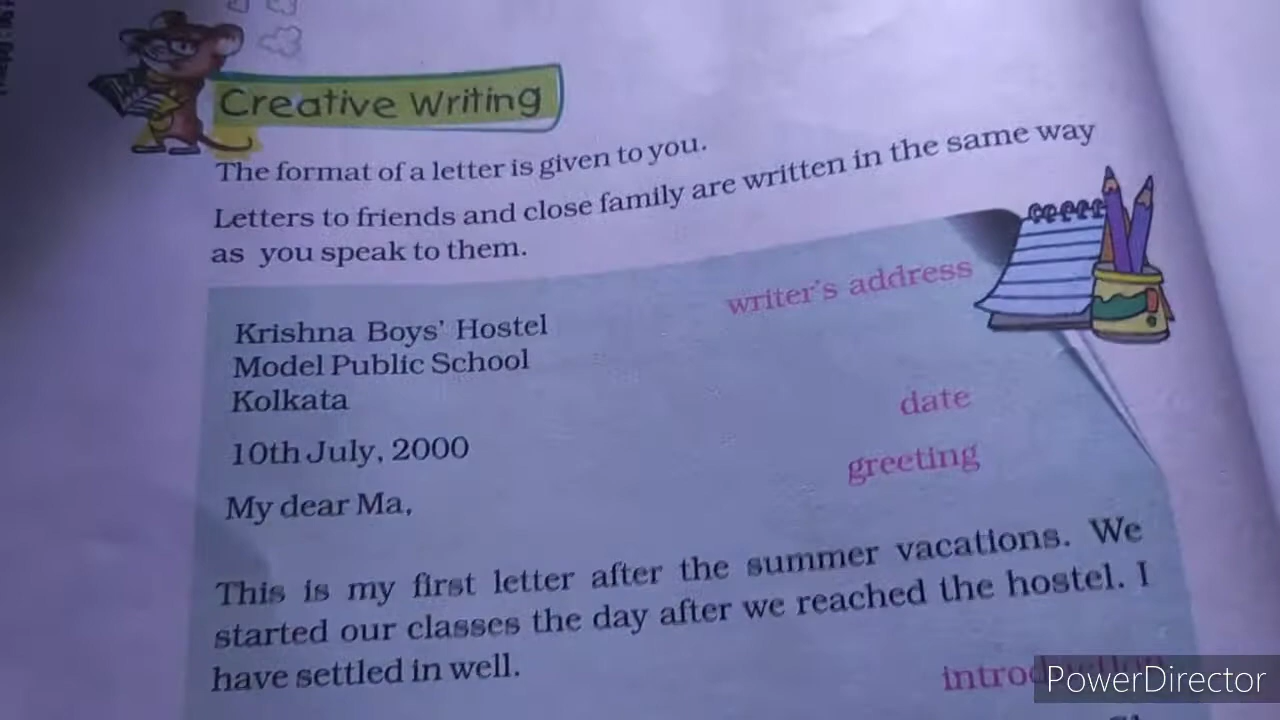 Creative Writing
The format of a letter is given to you.
Letters to friends and close family are written in the same way
as you speak to them.
writer's address
Krishna Boys' Hostel
Model Public School
Kolkata
date
10th July, 2000
greeting
My dear Ma,
This is my first letter after the summer vacations. We
started our classes the day after we reached the hostel. I
have settled in well.
introduction
PowerDirector